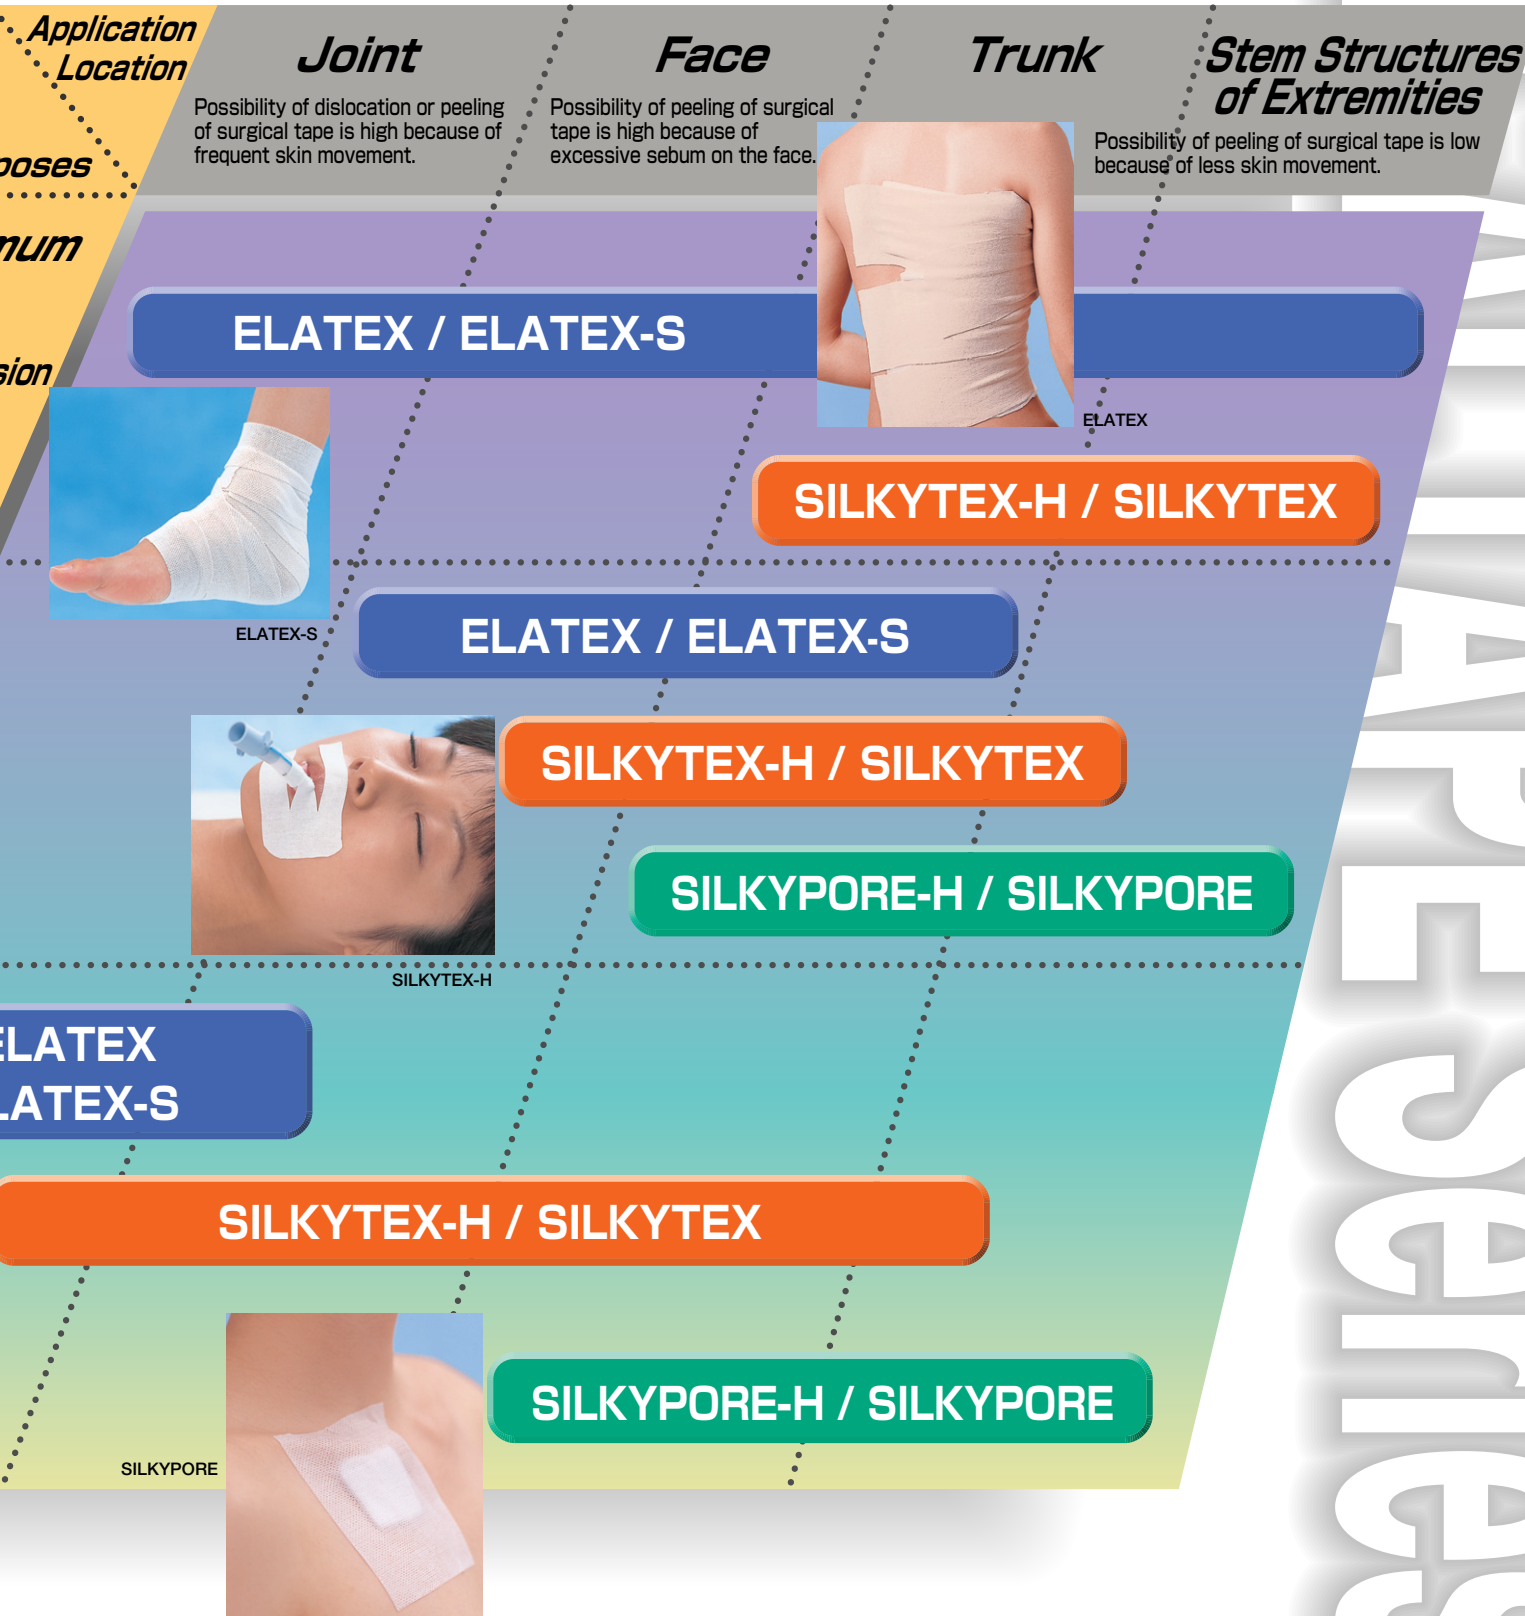 Application
Location
Joint
Face
Trunk
Stem Structures
of Extremities
Possibility of dislocation or peeling
of surgical tape is high because of
frequent skin movement.
Possibility of peeling of surgical
tape is high because of
excessive sebum on the face.
Possibility of peeling of surgical tape is low
because of less skin movement.
ELATEX / ELATEX-S
ELATEX
SILKYTEX-H / SILKYTEX
ELATEX-S
ELATEX / ELATEX-S
SILKYTEX-H / SILKYTEX
SILKYPORE-H / SILKYPORE
SILKYTEX-H
ELATEX
LATEX-S
SILKYTEX-H / SILKYTEX
SILKYPORE-H / SILKYPORE
SILKYPORE
TAPE Series